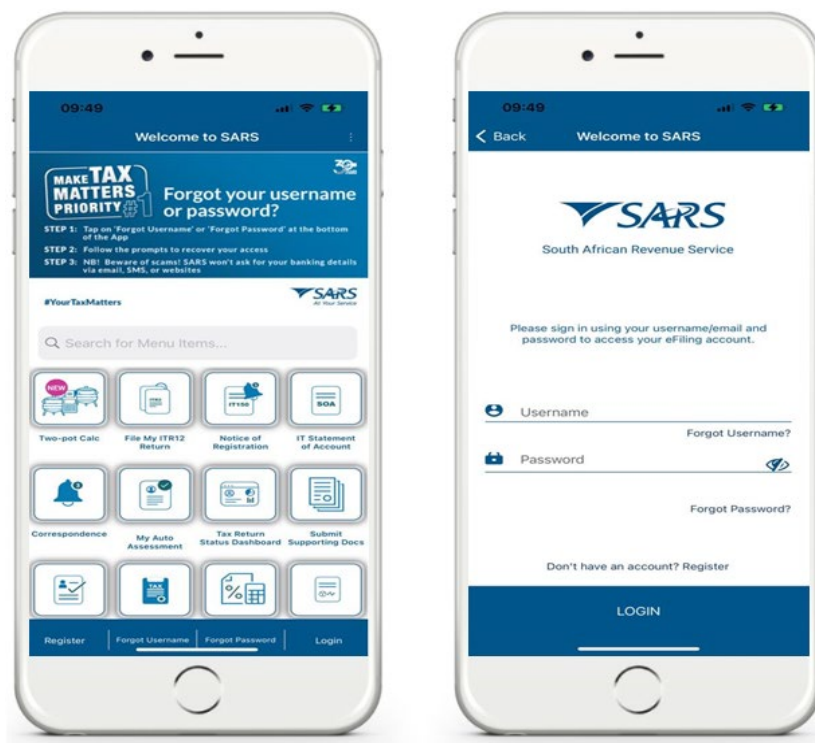 09:49
Welcome to SARS
MAKE TAX
MATTERS
PRIORITY #1
30
Forgot your username
or password?
STEP 1: Tap on 'Forgot Username' or 'Forgot Password' at the bottom
of the App
STEP 2: Follow the prompts to recover your access
STEP 3: NB! Beware of scams! SARS won't ask for your banking details
via email, SMS, or websites
#YourTaxMatters
SARS
At Your Service
Search for Menu Items...
NEW
ITR12
IT150
SOA
Two-pot Calc
File My ITR12
Return
Notice of
Registration
IT Statement
of Account
Correspondence
My Auto
Assessment
Tax Return
Status Dashboard
Submit
Supporting Docs
TAX
%
Register
Forgot Username
Forgot Password
Login
09:49
Back
Welcome to SARS
SARS
South African Revenue Service
Please sign in using your username/email and
password to access your eFiling account.
Username
Forgot Username?
Password
Forgot Password?
Don't have an account? Register
LOGIN